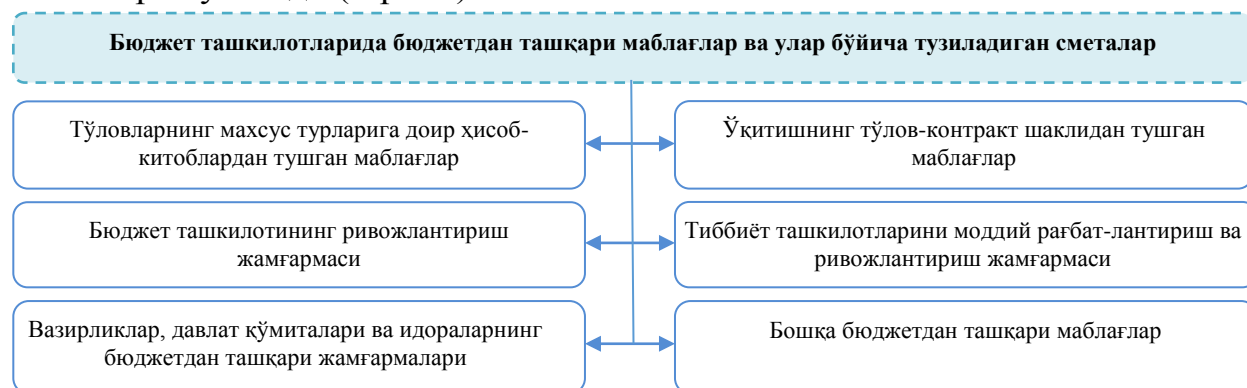 Бюджет ташкилотларида бюджетдан ташқари маблағлар ва улар бўйича тузиладиган сметалар
Тўловларнинг махсус турларига доир ҳисоб-
китоблардан тушган маблағлар
Ўқитишнинг тўлов-контракт шаклидан тушган
маблағлар
Бюджет ташкилотининг ривожлантириш
жамғармаси
Тиббиёт ташкилотларини моддий рағбат-лантириш ва
ривожлантириш жамғармаси
Вазирликлар, давлат қўмиталари ва идораларнинг
бюджетдан ташқари жамғармалари
Бошқа бюджетдан ташқари маблағлар